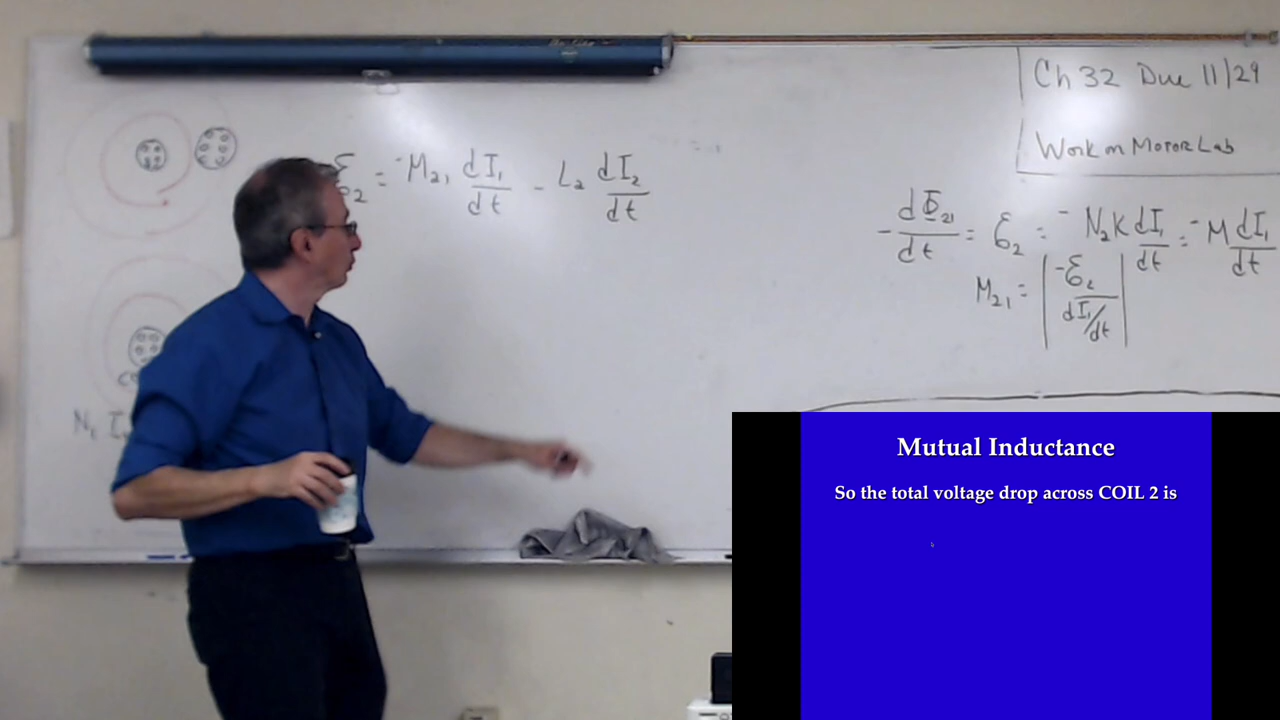 Ch 32 Due 11/29
Work on Motor Lab
ℰ₂ = -M₂₁ dI₁/dt - L₂ dI₂/dt
-dΦ₂₁/dt = ℰ₂ = -N₂K dI₁/dt = -M dI₁/dt
M₂₁ = |-ℰ₂ / dI₁/dt|
N₁ I
Mutual Inductance
So the total voltage drop across COIL 2 is